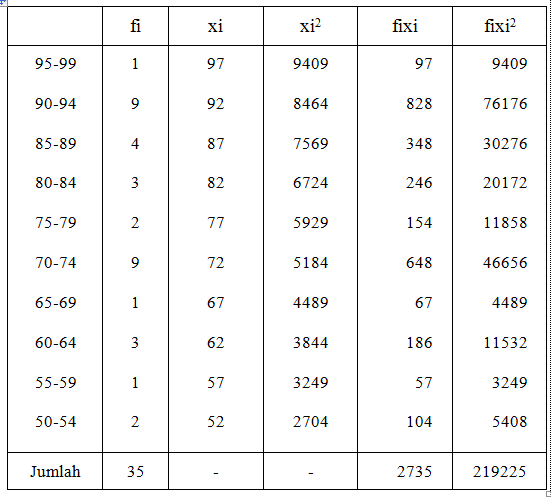 fi xi xi² fixi fixi²
95-99 1 97 9409 97 9409
90-94 9 92 8464 828 76176
85-89 4 87 7569 348 30276
80-84 3 82 6724 246 20172
75-79 2 77 5929 154 11858
70-74 9 72 5184 648 46656
65-69 1 67 4489 67 4489
60-64 3 62 3844 186 11532
55-59 1 57 3249 57 3249
50-54 2 52 2704 104 5408
Jumlah 35 - - 2735 219225